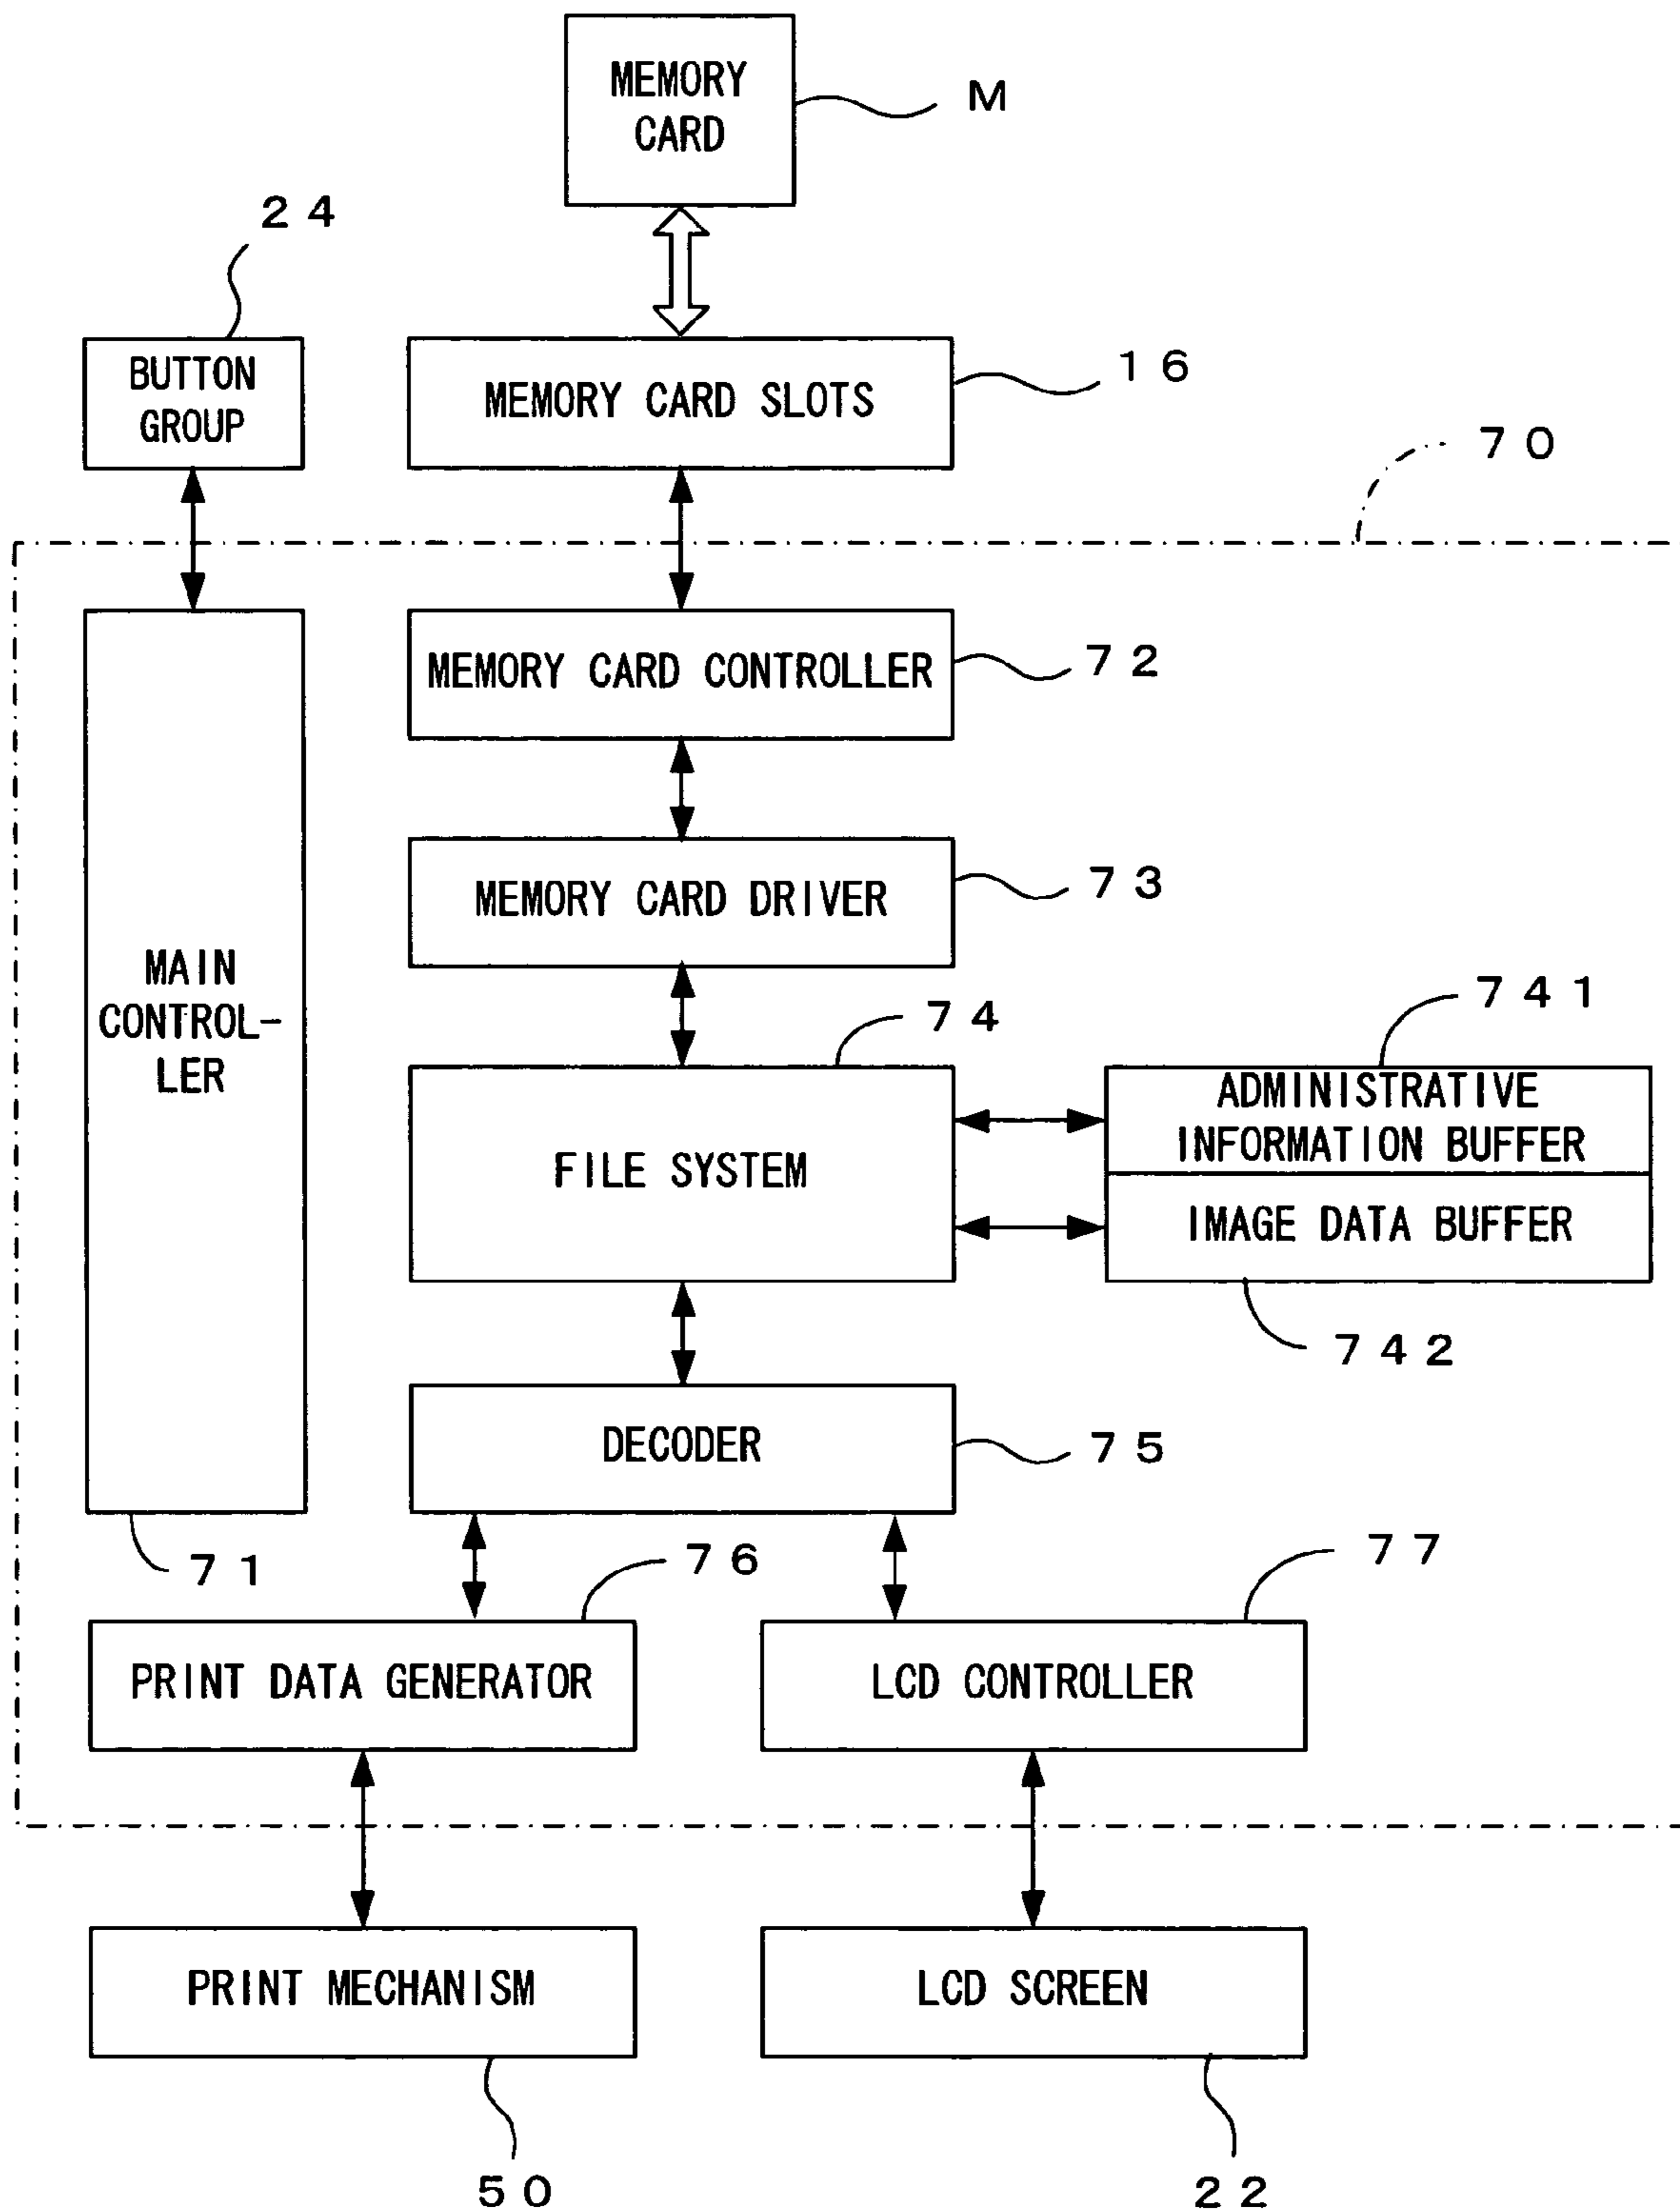 MEMORY
CARD
M
24
BUTTON
GROUP
MEMORY CARD SLOTS
16
70
MEMORY CARD CONTROLLER
72
MEMORY CARD DRIVER
73
MAIN
CONTROL-
LER
74
741
FILE SYSTEM
ADMINISTRATIVE
INFORMATION BUFFER
IMAGE DATA BUFFER
742
DECODER
75
71
76
77
PRINT DATA GENERATOR
LCD CONTROLLER
PRINT MECHANISM
LCD SCREEN
50
22